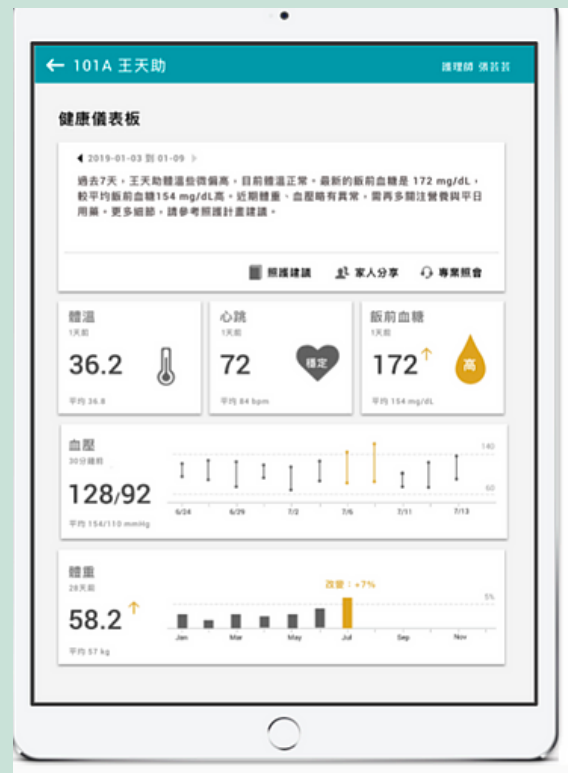 ← 101A 王天助
護理師 張芸芸
健康儀表板
◀ 2019-01-03 到 01-09 ▶
過去7天，王天助體溫些微偏高，目前體溫正常。最新的飯前血糖是 172 mg/dL，
較平均飯前血糖154 mg/dL高。近期體重、血壓略有異常，需再多關注營養與平日
用藥。更多細節，請參考照護計畫建議。
照護建議 家人分享 專業照會
體溫
1天前
36.2
平均 36.8
心跳
1天前
72
穩定
平均 84 bpm
飯前血糖
1天前
172↑
高
平均 154 mg/dL
血壓
30分鐘前
128/92
平均 154/110 mmHg
140
60
6/24 6/29 7/2 7/6 7/11 7/13
體重
28天前
58.2↑
平均 57 kg
改變：+7%
5%
Jan Mar May Jul Sep Nov